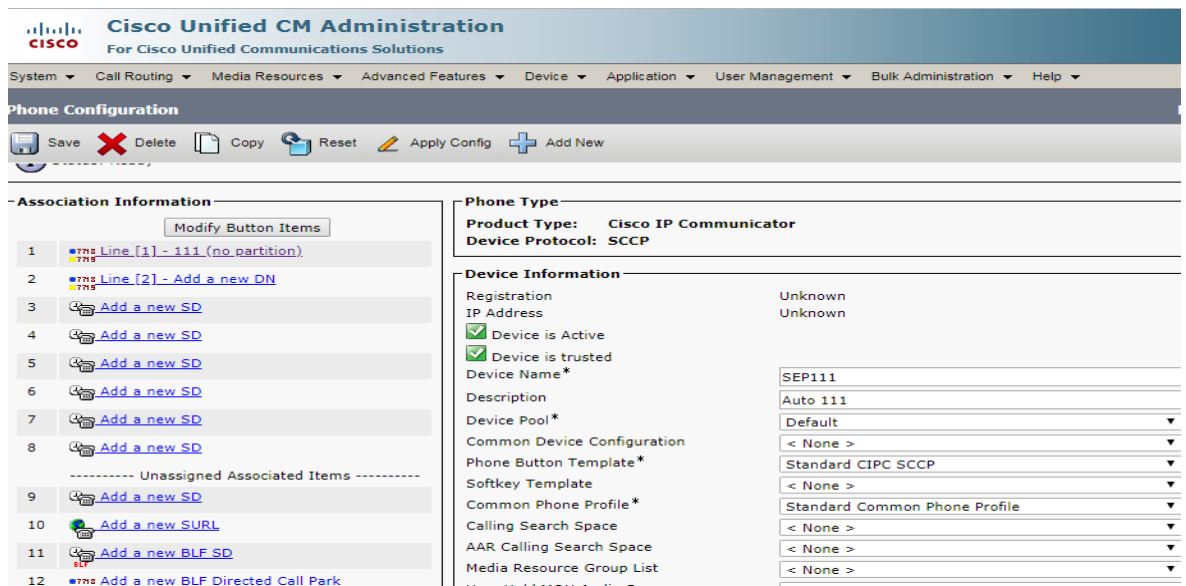 Cisco Unified CM Administration
CISCO
For Cisco Unified Communications Solutions
System Call Routing Media Resources Advanced Features Device Application User Management Bulk Administration Help
Phone Configuration
Save Delete Copy Reset Apply Config Add New
Association Information
Modify Button Items
1 Line [1] - 111 (no partition)
2 Line [2] - Add a new DN
3 Add a new SD
4 Add a new SD
5 Add a new SD
6 Add a new SD
7 Add a new SD
8 Add a new SD
---------- Unassigned Associated Items ----------
9 Add a new SD
10 Add a new SURL
11 Add a new BLF SD
12 Add a new BLF Directed Call Park
Phone Type
Product Type: Cisco IP Communicator
Device Protocol: SCCP
Device Information
Registration Unknown
IP Address Unknown
Device is Active
Device is trusted
Device Name* SEP111
Description Auto 111
Device Pool* Default
Common Device Configuration < None >
Phone Button Template* Standard CIPC SCCP
Softkey Template < None >
Common Phone Profile* Standard Common Phone Profile
Calling Search Space < None >
AAR Calling Search Space < None >
Media Resource Group List < None >